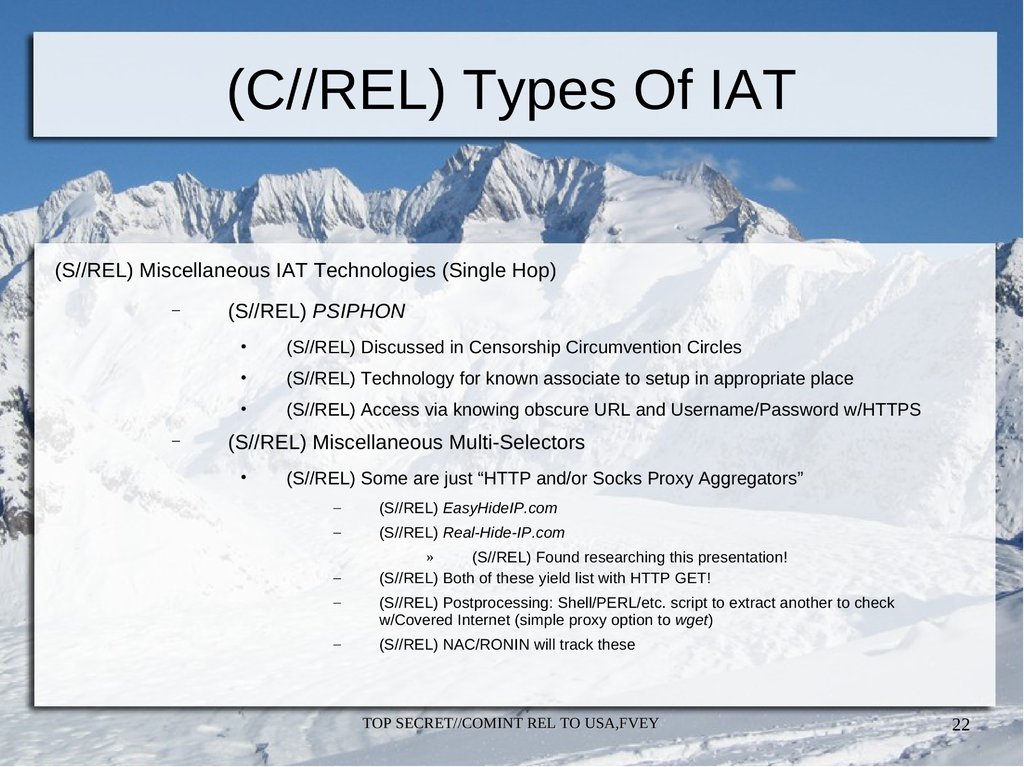 (C//REL) Types Of IAT
(S//REL) Miscellaneous IAT Technologies (Single Hop)
– (S//REL) PSIPHON
• (S//REL) Discussed in Censorship Circumvention Circles
• (S//REL) Technology for known associate to setup in appropriate place
• (S//REL) Access via knowing obscure URL and Username/Password w/HTTPS
– (S//REL) Miscellaneous Multi-Selectors
• (S//REL) Some are just “HTTP and/or Socks Proxy Aggregators”
– (S//REL) EasyHideIP.com
– (S//REL) Real-Hide-IP.com
» (S//REL) Found researching this presentation!
– (S//REL) Both of these yield list with HTTP GET!
– (S//REL) Postprocessing: Shell/PERL/etc. script to extract another to check
w/Covered Internet (simple proxy option to wget)
– (S//REL) NAC/RONIN will track these
TOP SECRET//COMINT REL TO USA,FVEY
22